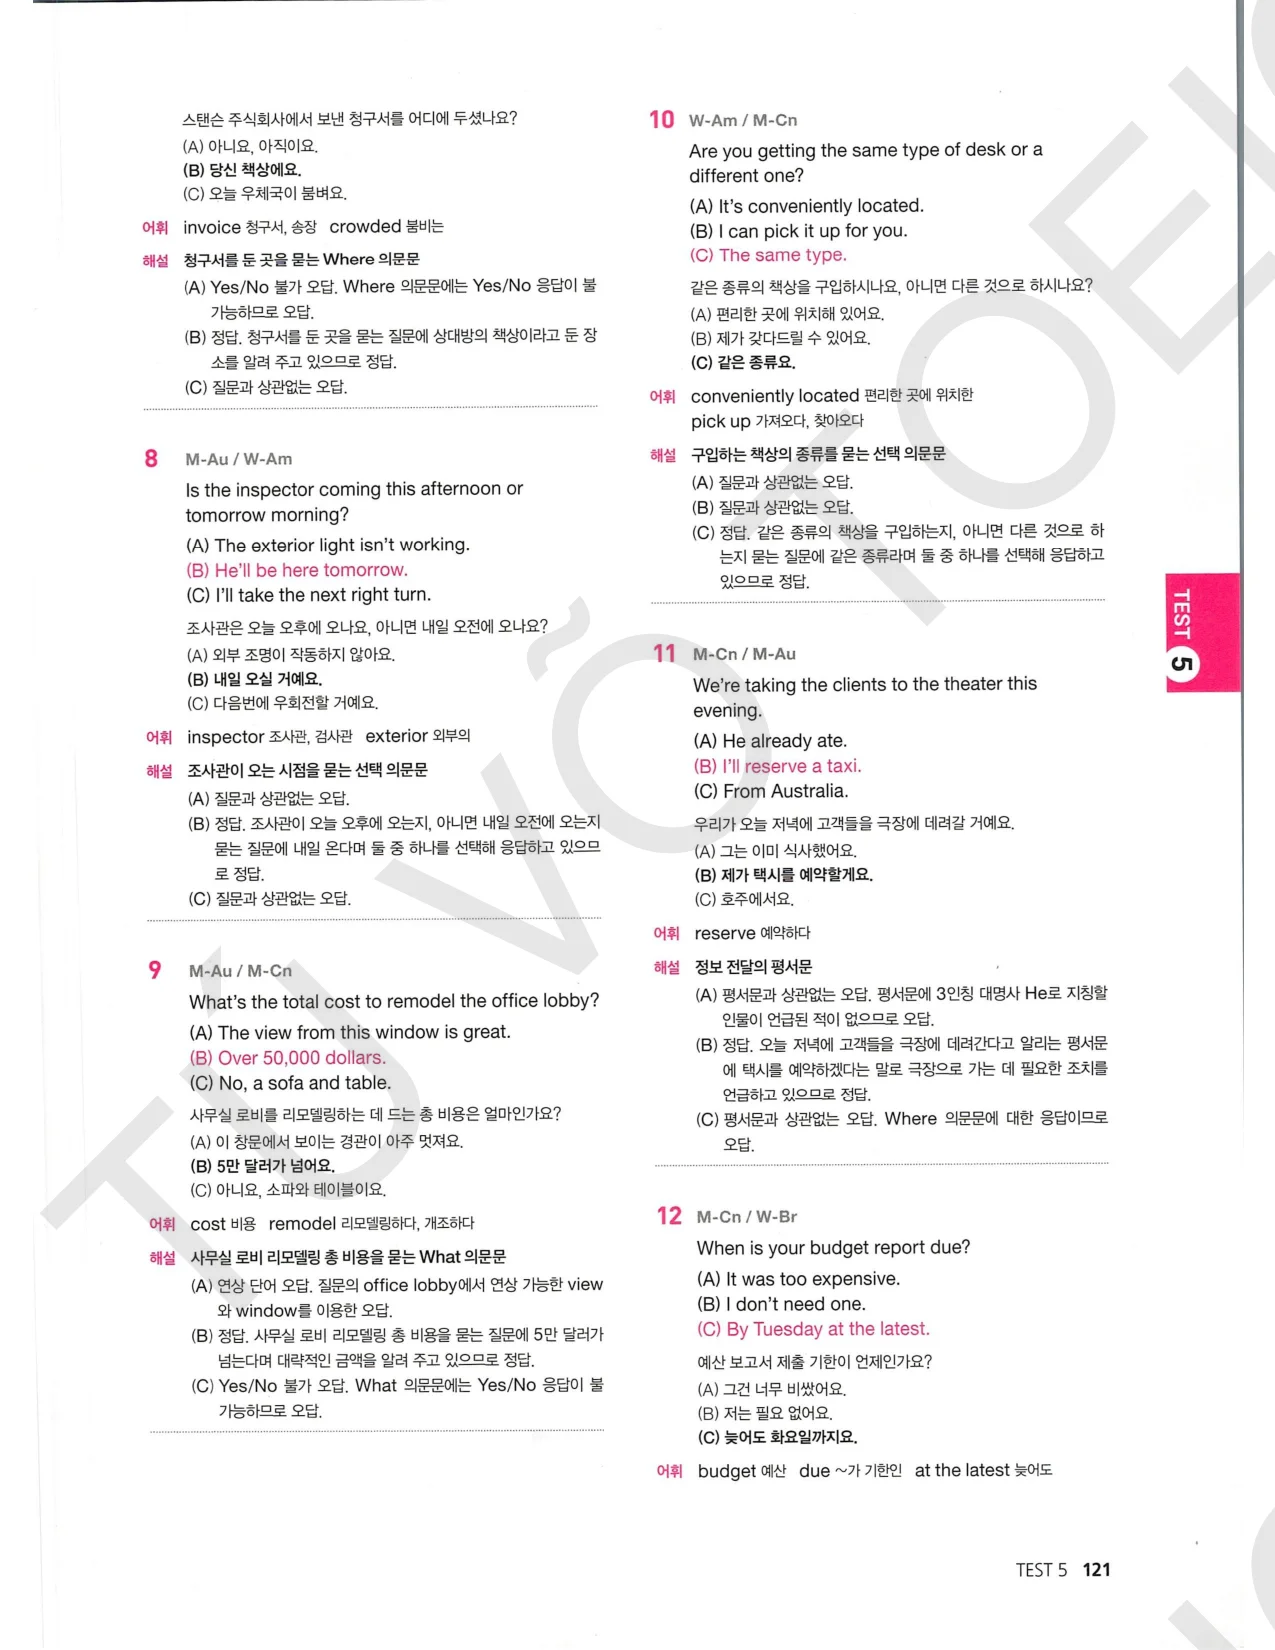 스탠슨 주식회사에서 보낸 청구서를 어디에 두셨나요?
(A) 아니요, 아직이요.
(B) 당신 책상에요.
(C) 오늘 우체국이 붐벼요.
어휘 invoice 청구서, 송장 crowded 붐비는
해설 청구서를 둔 곳을 묻는 Where 의문문
(A) Yes/No 불가 오답. Where 의문문에는 Yes/No 응답이 불
가능하므로 오답.
(B) 정답. 청구서를 둔 곳을 묻는 질문에 상대방의 책상이라고 둔 장
소를 알려 주고 있으므로 정답.
(C) 질문과 상관없는 오답.
8 M-Au / W-Am
Is the inspector coming this afternoon or
tomorrow morning?
(A) The exterior light isn't working.
(B) He'll be here tomorrow.
(C) I'll take the next right turn.
조사관은 오늘 오후에 오나요, 아니면 내일 오전에 오나요?
(A) 외부 조명이 작동하지 않아요.
(B) 내일 오실 거예요.
(C) 다음번에 우회전할 거예요.
어휘 inspector 조사관, 검사관 exterior 외부의
해설 조사관이 오는 시점을 묻는 선택 의문문
(A) 질문과 상관없는 오답.
(B) 정답. 조사관이 오늘 오후에 오는지, 아니면 내일 오전에 오는지
묻는 질문에 내일 온다며 둘 중 하나를 선택해 응답하고 있으므
로 정답.
(C) 질문과 상관없는 오답.
9 M-Au / M-Cn
What's the total cost to remodel the office lobby?
(A) The view from this window is great.
(B) Over 50,000 dollars.
(C) No, a sofa and table.
사무실 로비를 리모델링하는 데 드는 총 비용은 얼마인가요?
(A) 이 창문에서 보이는 경관이 아주 멋져요.
(B) 5만 달러가 넘어요.
(C) 아니요, 소파와 테이블이요.
어휘 cost 비용 remodel 리모델링하다, 개조하다
해설 사무실 로비 리모델링 총 비용을 묻는 What 의문문
(A) 연상 단어 오답. 질문의 office lobby에서 연상 가능한 view
와 window를 이용한 오답.
(B) 정답. 사무실 로비 리모델링 총 비용을 묻는 질문에 5만 달러가
넘는다며 대략적인 금액을 알려 주고 있으므로 정답.
(C) Yes/No 불가 오답. What 의문문에는 Yes/No 응답이 불
가능하므로 오답.
10 W-Am / M-Cn
Are you getting the same type of desk or a
different one?
(A) It's conveniently located.
(B) I can pick it up for you.
(C) The same type.
같은 종류의 책상을 구입하시나요, 아니면 다른 것으로 하시나요?
(A) 편리한 곳에 위치해 있어요.
(B) 제가 갖다드릴 수 있어요.
(C) 같은 종류요.
어휘 conveniently located 편리한 곳에 위치한
pick up 가져오다, 찾아오다
해설 구입하는 책상의 종류를 묻는 선택 의문문
(A) 질문과 상관없는 오답.
(B) 질문과 상관없는 오답.
(C) 정답. 같은 종류의 책상을 구입하는지, 아니면 다른 것으로 하
는지 묻는 질문에 같은 종류라며 둘 중 하나를 선택해 응답하고
있으므로 정답.
11 M-Cn / M-Au
We're taking the clients to the theater this
evening.
(A) He already ate.
(B) I'll reserve a taxi.
(C) From Australia.
우리가 오늘 저녁에 고객들을 극장에 데려갈 거예요.
(A) 그는 이미 식사했어요.
(B) 제가 택시를 예약할게요.
(C) 호주에서요.
어휘 reserve 예약하다
해설 정보 전달의 평서문
(A) 평서문과 상관없는 오답. 평서문에 3인칭 대명사 He로 지칭할
인물이 언급된 적이 없으므로 오답.
(B) 정답. 오늘 저녁에 고객들을 극장에 데려간다고 알리는 평서문
에 택시를 예약하겠다는 말로 극장으로 가는 데 필요한 조치를
언급하고 있으므로 정답.
(C) 평서문과 상관없는 오답. Where 의문문에 대한 응답이므로
오답.
12 M-Cn / W-Br
When is your budget report due?
(A) It was too expensive.
(B) I don't need one.
(C) By Tuesday at the latest.
예산 보고서 제출 기한이 언제인가요?
(A) 그건 너무 비쌌어요.
(B) 저는 필요 없어요.
(C) 늦어도 화요일까지요.
어휘 budget 예산 due ~가 기한인 at the latest 늦어도
TEST 5
TEST 5 121
TÚ VÕ TOEIC